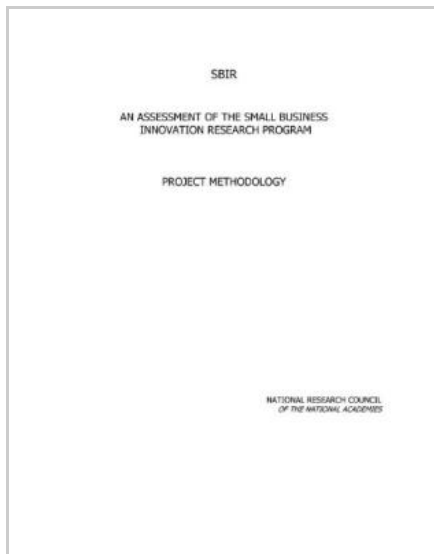 SBIR
AN ASSESSMENT OF THE SMALL BUSINESS
INNOVATION RESEARCH PROGRAM
PROJECT METHODOLOGY
NATIONAL RESEARCH COUNCIL
OF THE NATIONAL ACADEMIES